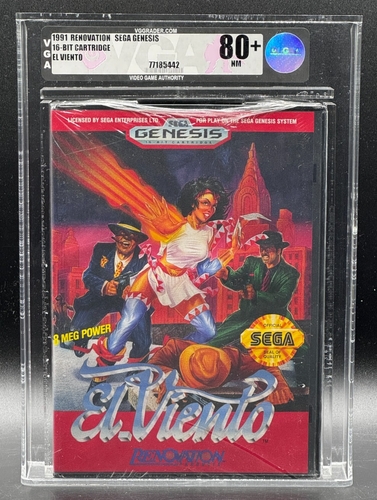 VGGRADER.COM
VGA
1991 RENOVATION SEGA GENESIS
16-BIT CARTRIDGE
EL VIENTO
77185442
VIDEO GAME AUTHORITY
80+
NM
LICENSED BY SEGA ENTERPRISES LTD.
FOR PLAY ON THE SEGA GENESIS SYSTEM
SEGA
GENESIS
16-BIT CARTRIDGE
8 MEG POWER
OFFICIAL
SEGA
SEAL OF
QUALITY
El.Viento
TM
RENOVATION